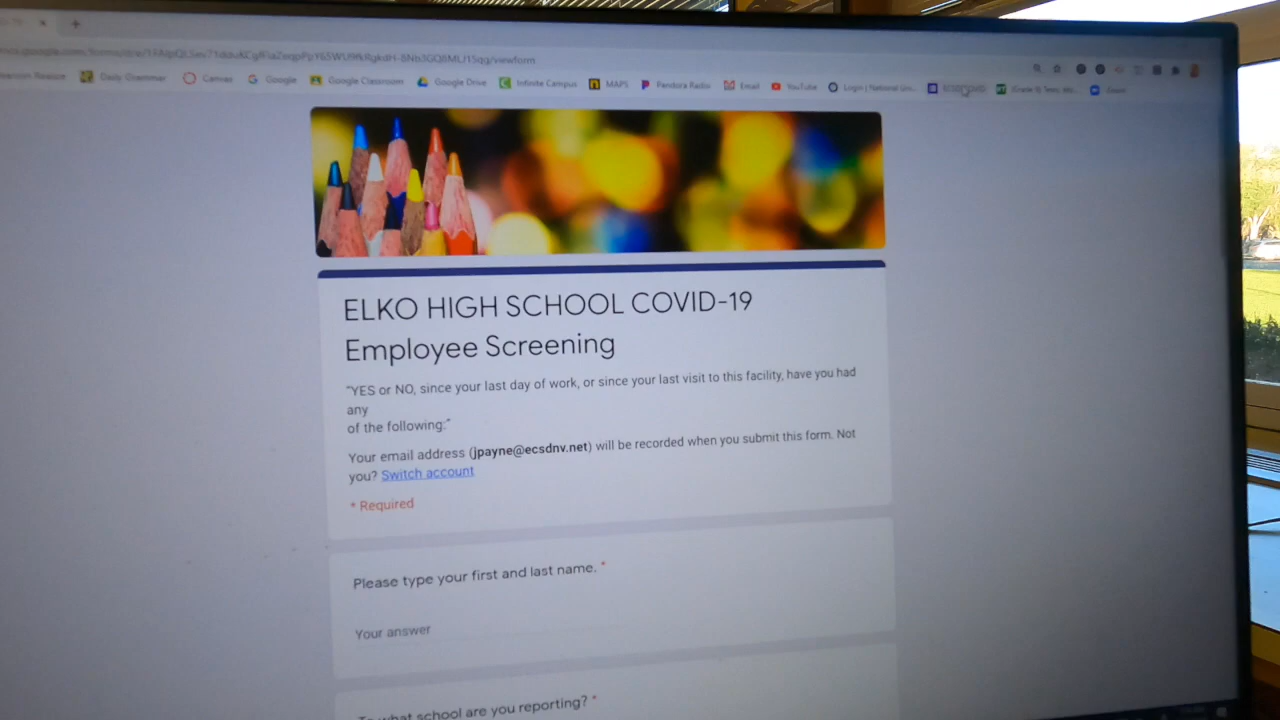 Daily Grammar Canvas Google Google Classroom Google Drive Infinite Campus MAPS Pandora Radio Email YouTube
ELKO HIGH SCHOOL COVID-19
Employee Screening
"YES or NO, since your last day of work, or since your last visit to this facility, have you had
any
of the following:"
Your email address (jpayne@ecsdnv.net) will be recorded when you submit this form. Not
you? Switch account
* Required
Please type your first and last name. *
Your answer
To what school are you reporting? *